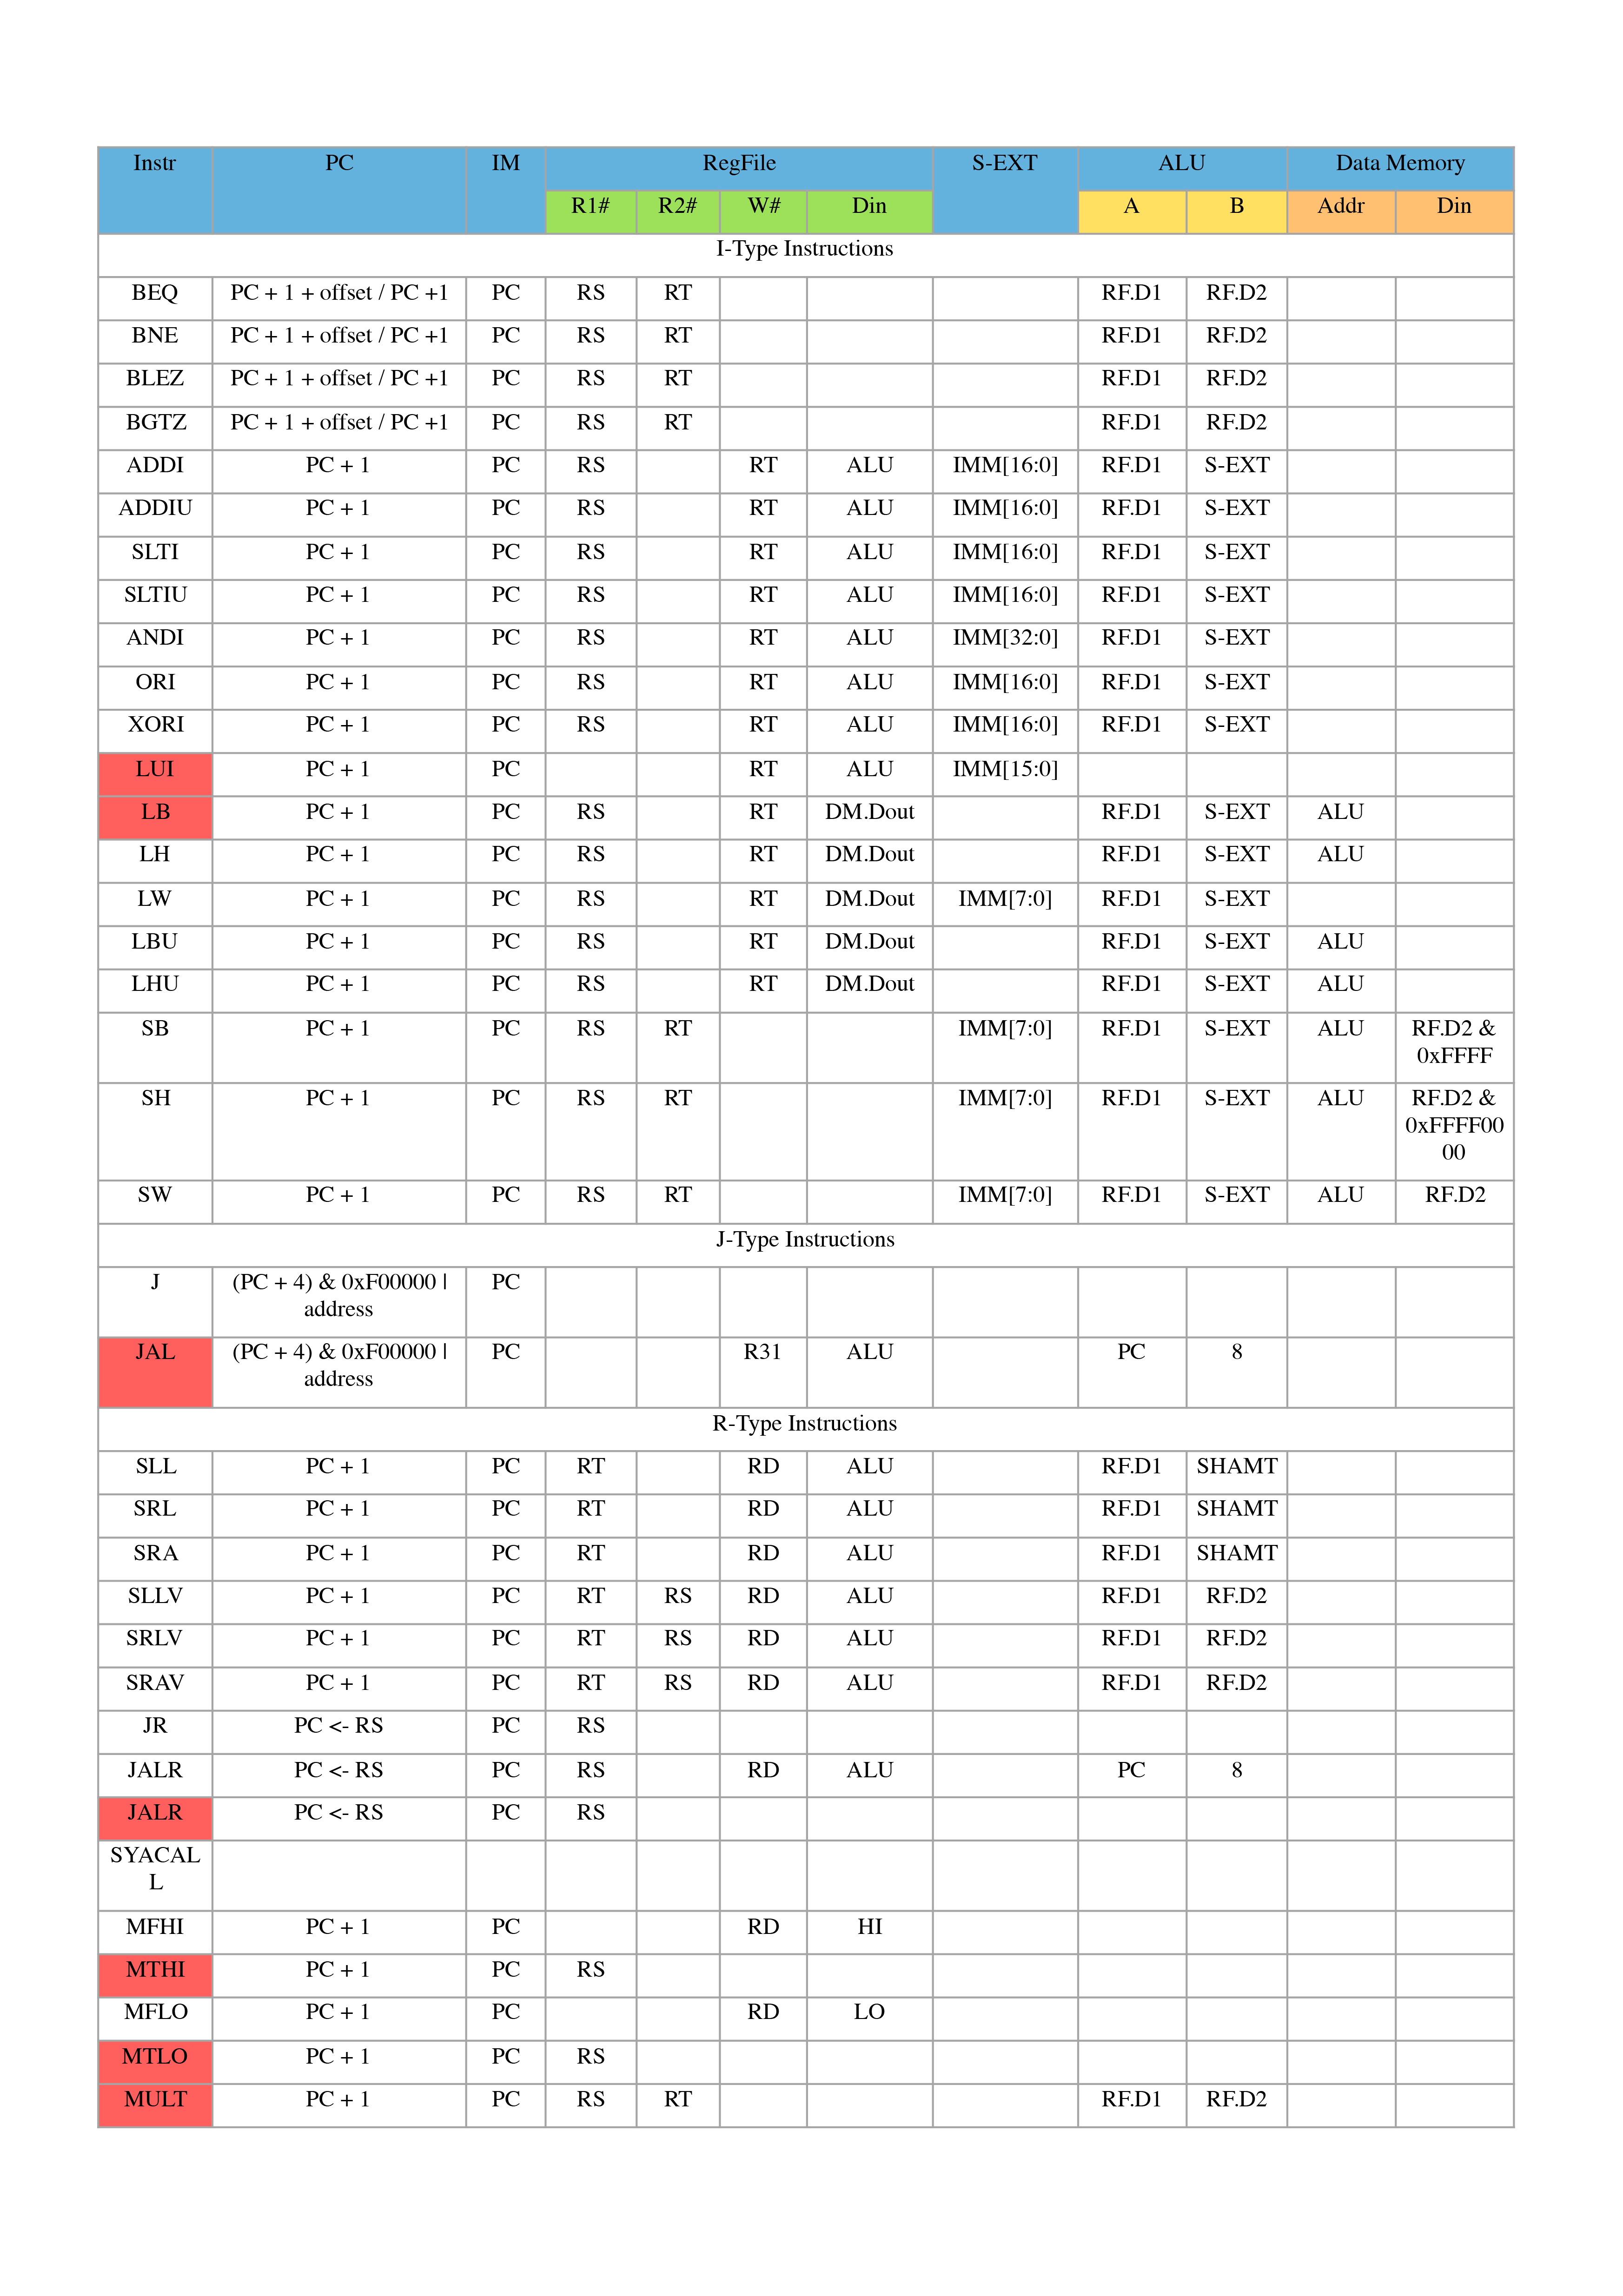 Instr PC IM RegFile S-EXT ALU Data Memory
R1# R2# W# Din A B Addr Din
I-Type Instructions
BEQ PC + 1 + offset / PC +1 PC RS RT RF.D1 RF.D2
BNE PC + 1 + offset / PC +1 PC RS RT RF.D1 RF.D2
BLEZ PC + 1 + offset / PC +1 PC RS RT RF.D1 RF.D2
BGTZ PC + 1 + offset / PC +1 PC RS RT RF.D1 RF.D2
ADDI PC + 1 PC RS RT ALU IMM[16:0] RF.D1 S-EXT
ADDIU PC + 1 PC RS RT ALU IMM[16:0] RF.D1 S-EXT
SLTI PC + 1 PC RS RT ALU IMM[16:0] RF.D1 S-EXT
SLTIU PC + 1 PC RS RT ALU IMM[16:0] RF.D1 S-EXT
ANDI PC + 1 PC RS RT ALU IMM[32:0] RF.D1 S-EXT
ORI PC + 1 PC RS RT ALU IMM[16:0] RF.D1 S-EXT
XORI PC + 1 PC RS RT ALU IMM[16:0] RF.D1 S-EXT
LUI PC + 1 PC RT ALU IMM[15:0]
LB PC + 1 PC RS RT DM.Dout RF.D1 S-EXT ALU
LH PC + 1 PC RS RT DM.Dout RF.D1 S-EXT ALU
LW PC + 1 PC RS RT DM.Dout IMM[7:0] RF.D1 S-EXT
LBU PC + 1 PC RS RT DM.Dout RF.D1 S-EXT ALU
LHU PC + 1 PC RS RT DM.Dout RF.D1 S-EXT ALU
SB PC + 1 PC RS RT IMM[7:0] RF.D1 S-EXT ALU RF.D2 &
0xFFFF
SH PC + 1 PC RS RT IMM[7:0] RF.D1 S-EXT ALU RF.D2 &
0xFFFF00
00
SW PC + 1 PC RS RT IMM[7:0] RF.D1 S-EXT ALU RF.D2
J-Type Instructions
J (PC + 4) & 0xF00000 | PC
address
JAL (PC + 4) & 0xF00000 | PC R31 ALU PC 8
address
R-Type Instructions
SLL PC + 1 PC RT RD ALU RF.D1 SHAMT
SRL PC + 1 PC RT RD ALU RF.D1 SHAMT
SRA PC + 1 PC RT RD ALU RF.D1 SHAMT
SLLV PC + 1 PC RT RS RD ALU RF.D1 RF.D2
SRLV PC + 1 PC RT RS RD ALU RF.D1 RF.D2
SRAV PC + 1 PC RT RS RD ALU RF.D1 RF.D2
JR PC <- RS PC RS
JALR PC <- RS PC RS RD ALU PC 8
JALR PC <- RS PC RS
SYACAL
L
MFHI PC + 1 PC RD HI
MTHI PC + 1 PC RS
MFLO PC + 1 PC RD LO
MTLO PC + 1 PC RS
MULT PC + 1 PC RS RT RF.D1 RF.D2